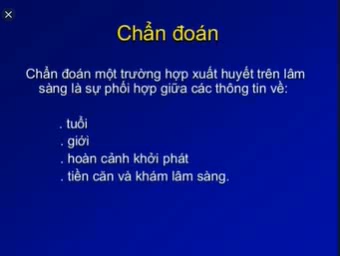 Chẩn đoán
Chẩn đoán một trường hợp xuất huyết trên lâm
sàng là sự phối hợp giữa các thông tin về:
. tuổi
. giới
. hoàn cảnh khởi phát
. tiền căn và khám lâm sàng.